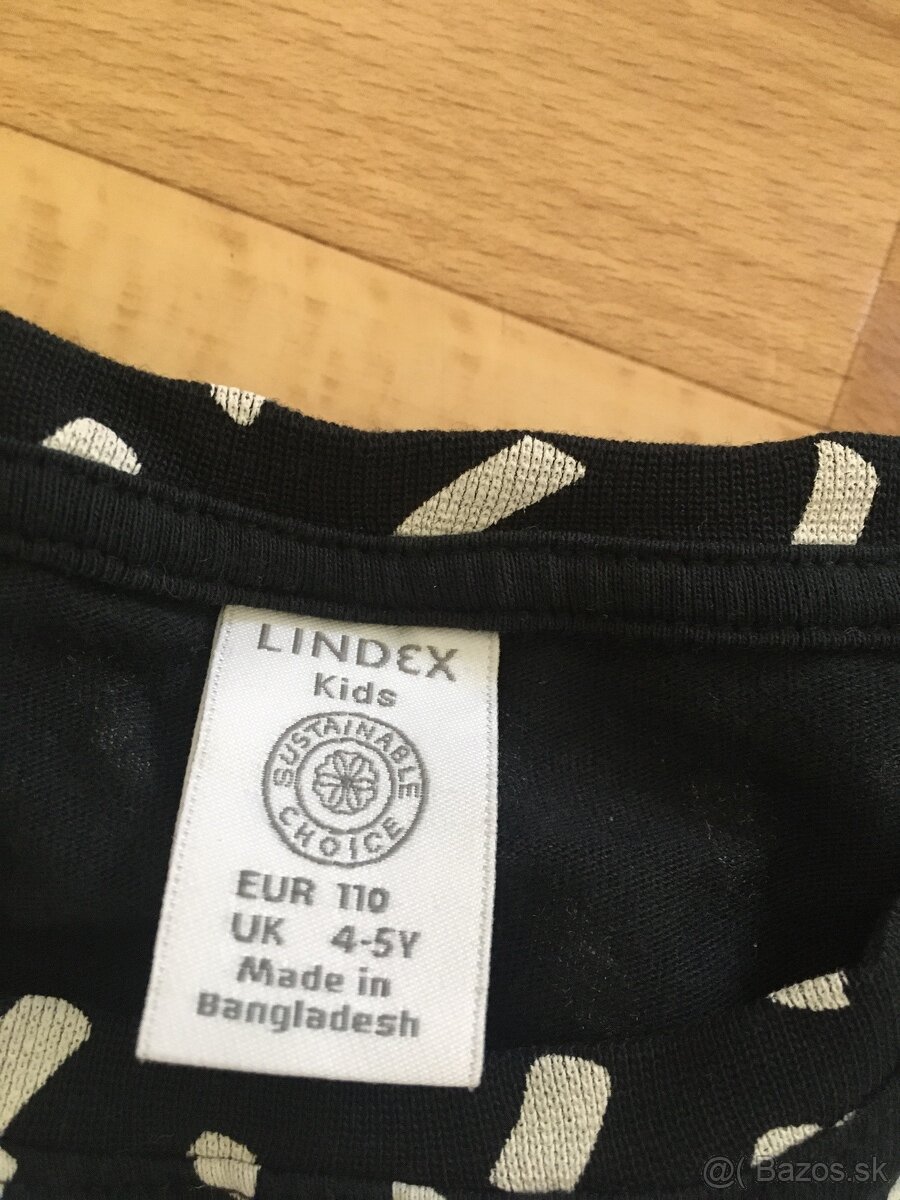 LINDEX
Kids
SUSTAINABLE
CHOICE
EUR 110
UK 4-5Y
Made in
Bangladesh
@( Bazos.sk